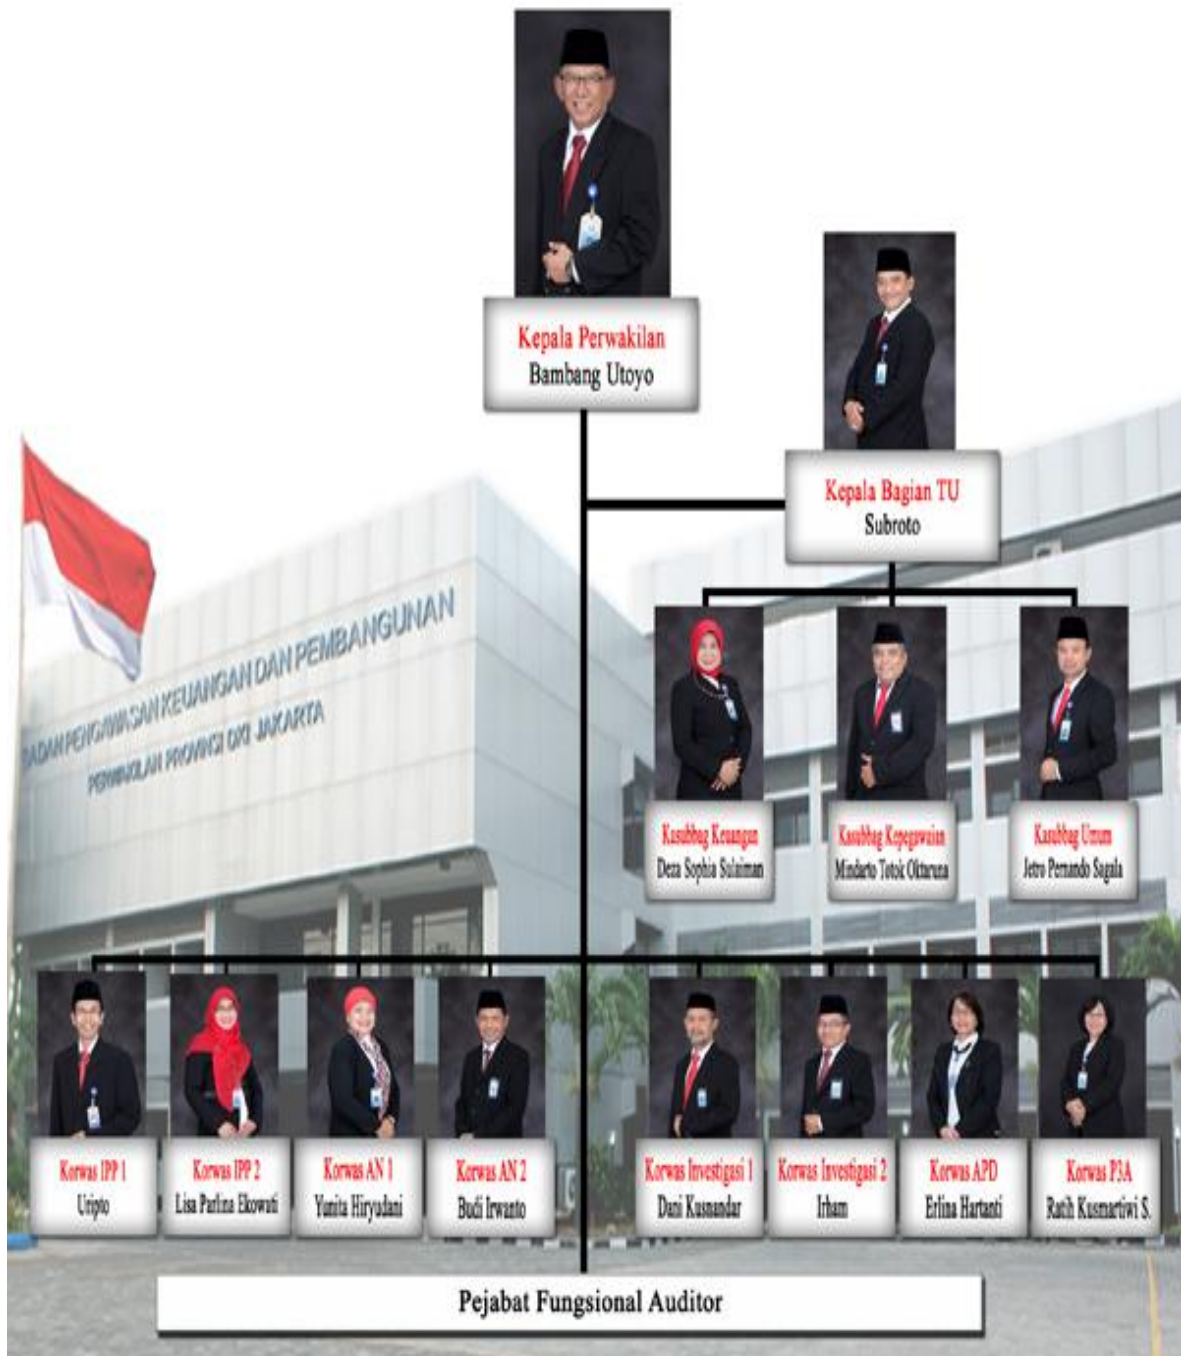 Kepala Perwakilan
Bambang Utoyo
Kepala Bagian TU
Subroto
BADAN PENGAWASAN KEUANGAN DAN PEMBANGUNAN
PERWAKILAN PROVINSI DKI JAKARTA
Kasubbag Keuangan
Deza Sophia Sulaiman
Kasubbag Kepegawaian
Mindarto Totok Oktaruna
Kasubbag Umum
Jetro Pernando Sagala
Korwas IPP 1
Uripto
Korwas IPP 2
Lisa Parlina Ekowati
Korwas AN 1
Yunita Hiryudani
Korwas AN 2
Budi Irwanto
Korwas Investigasi 1
Dani Kusnandar
Korwas Investigasi 2
Irham
Korwas APD
Erlina Hartanti
Korwas P3A
Ratih Kusmartiwi S.
Pejabat Fungsional Auditor